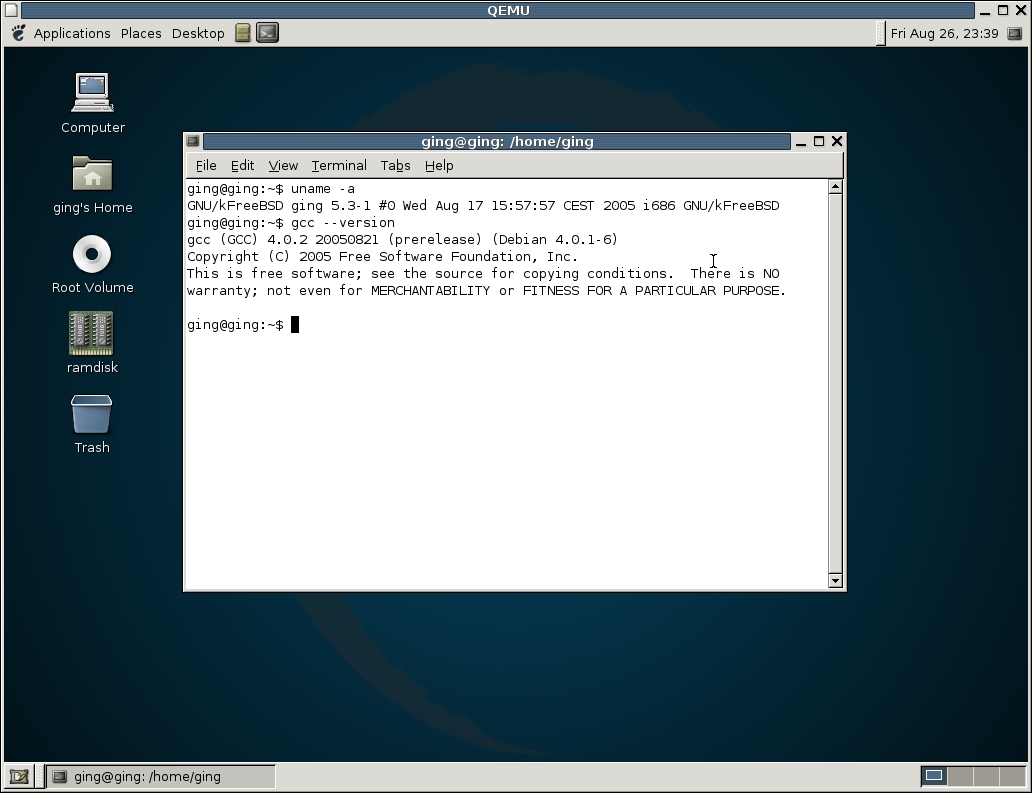 QEMU
Applications Places Desktop
Fri Aug 26, 23:39
Computer
ging's Home
Root Volume
ramdisk
Trash
ging@ging: /home/ging
File Edit View Terminal Tabs Help
ging@ging:~$ uname -a
GNU/kFreeBSD ging 5.3-1 #0 Wed Aug 17 15:57:57 CEST 2005 i686 GNU/kFreeBSD
ging@ging:~$ gcc --version
gcc (GCC) 4.0.2 20050821 (prerelease) (Debian 4.0.1-6)
Copyright (C) 2005 Free Software Foundation, Inc.
This is free software; see the source for copying conditions.  There is NO
warranty; not even for MERCHANTABILITY or FITNESS FOR A PARTICULAR PURPOSE.
ging@ging:~$
ging@ging: /home/ging